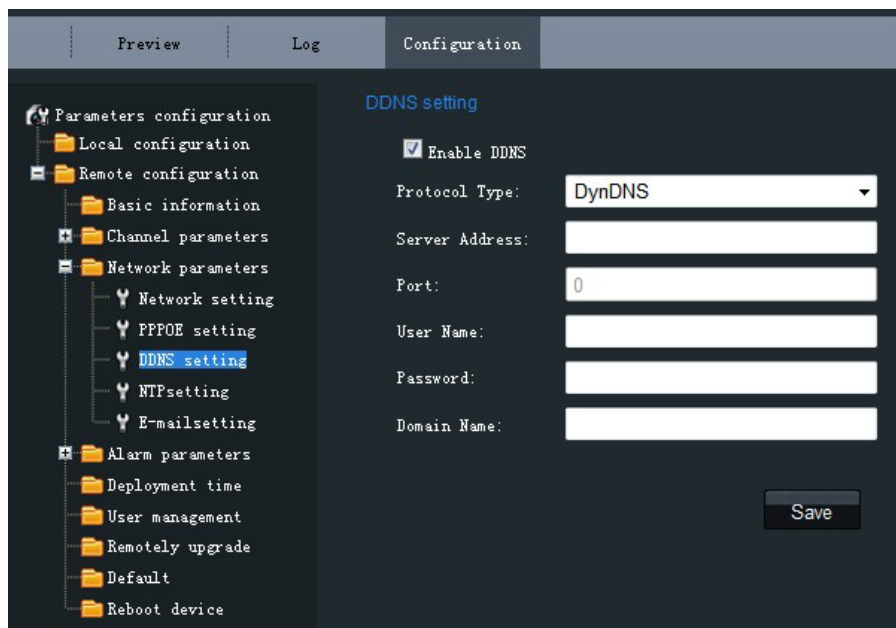 Preview Log Configuration
Parameters configuration
Local configuration
Remote configuration
Basic information
Channel parameters
Network parameters
Network setting
PPPOE setting
DDNS setting
NTPsetting
E-mailsetting
Alarm parameters
Deployment time
User management
Remotely upgrade
Default
Reboot device
DDNS setting
Enable DDNS
Protocol Type: DynDNS
Server Address:
Port: 0
User Name:
Password:
Domain Name:
Save